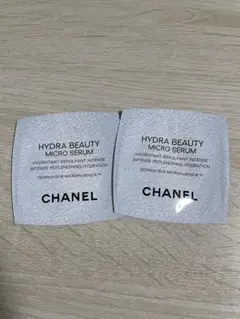 HYDRA BEAUTY
MICRO SÉRUM
HYDRATANT REPULPANT INTENSE
INTENSE REPLENISHING HYDRATION
CHANEL
HYDRA BEAUTY
MICRO SÉRUM
HYDRATANT REPULPANT INTENSE
INTENSE REPLENISHING HYDRATION
CHANEL